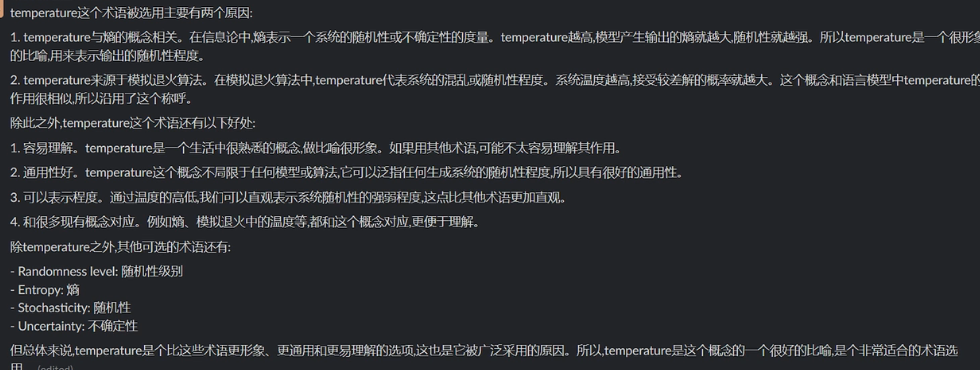 temperature这个术语被选用主要有两个原因:
1. temperature与熵的概念相关。在信息论中,熵表示一个系统的随机性或不确定性的度量。temperature越高,模型产生输出的熵就越大,随机性就越强。所以temperature是一个很形象
的比喻,用来表示输出的随机性程度。
2. temperature来源于模拟退火算法。在模拟退火算法中,temperature代表系统的混乱或随机性程度。系统温度越高,接受较差解的概率就越大。这个概念和语言模型中temperature的
作用很相似,所以沿用了这个称呼。
除此之外,temperature这个术语还有以下好处:
1. 容易理解。temperature是一个生活中很熟悉的概念,做比喻很形象。如果用其他术语,可能不太容易理解其作用。
2. 通用性好。temperature这个概念不局限于任何模型或算法,它可以泛指任何生成系统的随机性程度,所以具有很好的通用性。
3. 可以表示程度。通过温度的高低,我们可以直观表示系统随机性的强弱程度,这点比其他术语更加直观。
4. 和很多现有概念对应。例如熵、模拟退火中的温度等,都和这个概念对应,更便于理解。
除temperature之外,其他可选的术语还有:
- Randomness level: 随机性级别
- Entropy: 熵
- Stochasticity: 随机性
- Uncertainty: 不确定性
但总体来说,temperature是个比这些术语更形象、更通用和更易理解的选项,这也是它被广泛采用的原因。所以,temperature是这个概念的一个很好的比喻,是个非常适合的术语选
用。 (edited)